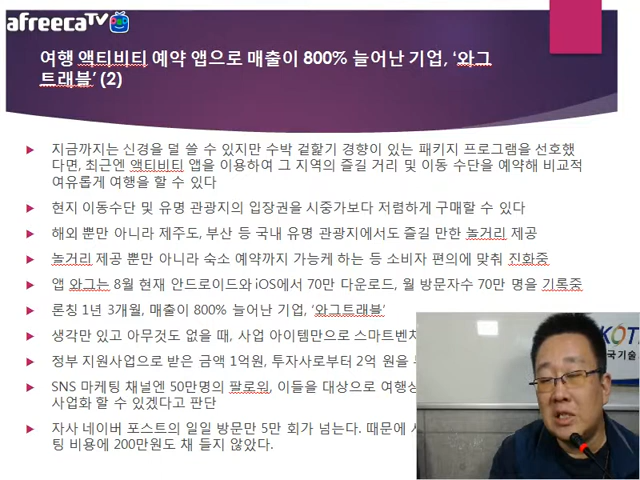 afreecaTV
여행 액티비티 예약 앱으로 매출이 800% 늘어난 기업, ‘와그
트래블’ (2)
지금까지는 신경을 덜 쓸 수 있지만 수박 겉핥기 경향이 있는 패키지 프로그램을 선호했
다면, 최근엔 액티비티 앱을 이용하여 그 지역의 즐길 거리 및 이동 수단을 예약해 비교적
여유롭게 여행을 할 수 있다
현지 이동수단 및 유명 관광지의 입장권을 시중가보다 저렴하게 구매할 수 있다
해외 뿐만 아니라 제주도, 부산 등 국내 유명 관광지에서도 즐길 만한 놀거리 제공
놀거리 제공 뿐만 아니라 숙소 예약까지 가능케 하는 등 소비자 편의에 맞춰 진화중
앱 와그는 8월 현재 안드로이드와 iOS에서 70만 다운로드, 월 방문자수 70만 명을 기록중
론칭 1년 3개월, 매출이 800% 늘어난 기업, ‘와그트래블’
생각만 있고 아무것도 없을 때, 사업 아이템만으로 스마트벤처
정부 지원사업으로 받은 금액 1억원, 투자사로부터 2억 원을
SNS 마케팅 채널엔 50만명의 팔로워, 이들을 대상으로 여행상
사업화 할 수 있겠다고 판단
자사 네이버 포스트의 일일 방문만 5만 회가 넘는다. 때문에
팅 비용에 200만원도 채 들지 않았다.
KOT
국기술